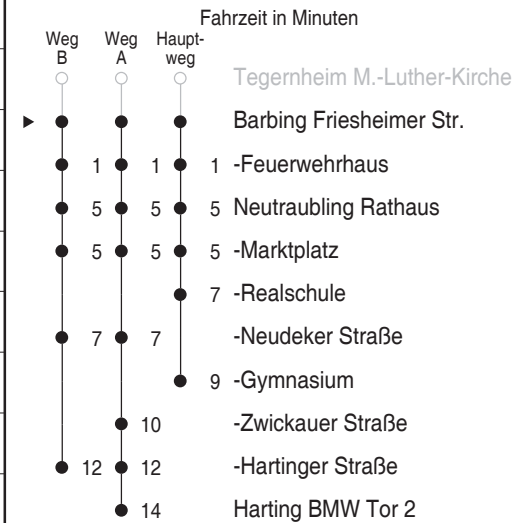 Fahrzeit in Minuten
Weg Weg Haupt-
B A weg
Tegernheim M.-Luther-Kirche
Barbing Friesheimer Str.
1 1 1 -Feuerwehrhaus
5 5 5 Neutraubling Rathaus
5 5 5 -Marktplatz
7 -Realschule
7 7 -Neudeker Straße
9 -Gymnasium
10 -Zwickauer Straße
12 12 -Hartinger Straße
14 Harting BMW Tor 2